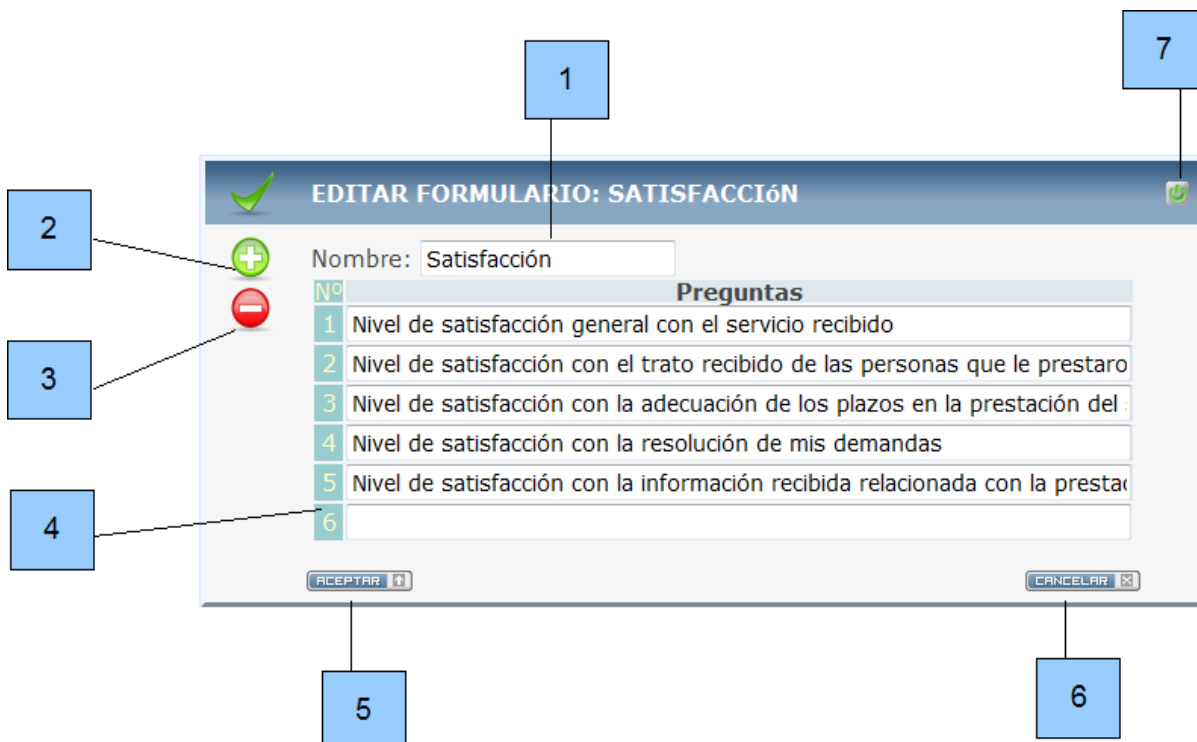 7
1
EDITAR FORMULARIO: SATISFACCIóN
2
Nombre: Satisfacción
Nº Preguntas
1 Nivel de satisfacción general con el servicio recibido
2 Nivel de satisfacción con el trato recibido de las personas que le prestaro
3 Nivel de satisfacción con la adecuación de los plazos en la prestación del
3
4 Nivel de satisfacción con la resolución de mis demandas
5 Nivel de satisfacción con la información recibida relacionada con la presta
6
4
ACEPTAR CANCELAR
5
6